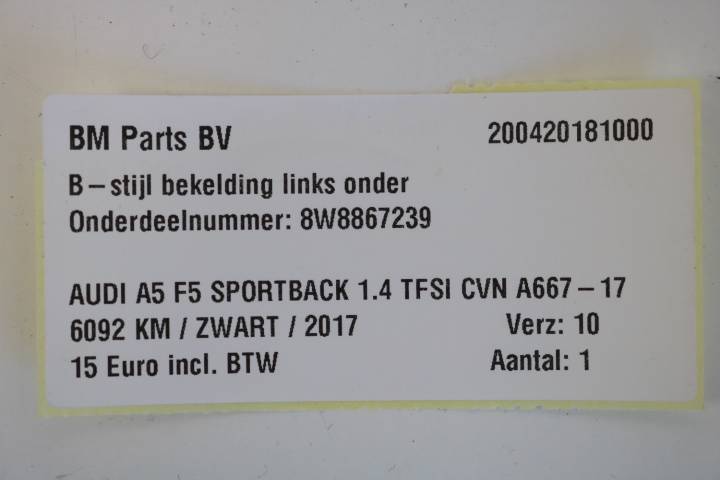 BM Parts BV 200420181000
B-stijl bekelding links onder
Onderdeelnummer: 8W8867239
AUDI A5 F5 SPORTBACK 1.4 TFSI CVN A667-17
6092 KM / ZWART / 2017 Verz: 10
15 Euro incl. BTW Aantal: 1